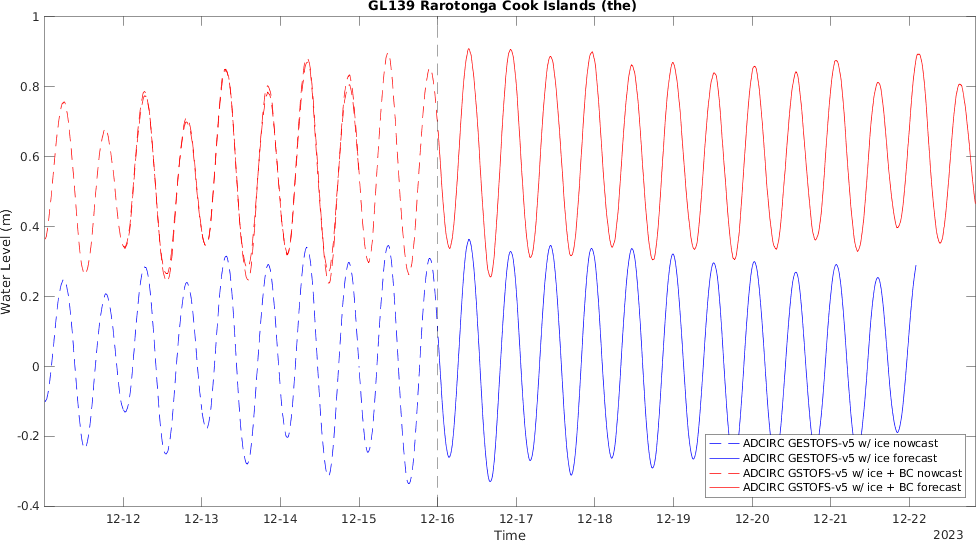 GL139 Rarotonga Cook Islands (the)
Water Level (m)
1
0.8
0.6
0.4
0.2
0
-0.2
-0.4
12-12 12-13 12-14 12-15 12-16 12-17 12-18 12-19 12-20 12-21 12-22
Time
2023
ADCIRC GESTOFS-v5 w/ ice nowcast
ADCIRC GESTOFS-v5 w/ ice forecast
ADCIRC GSTOFS-v5 w/ ice + BC nowcast
ADCIRC GSTOFS-v5 w/ ice + BC forecast